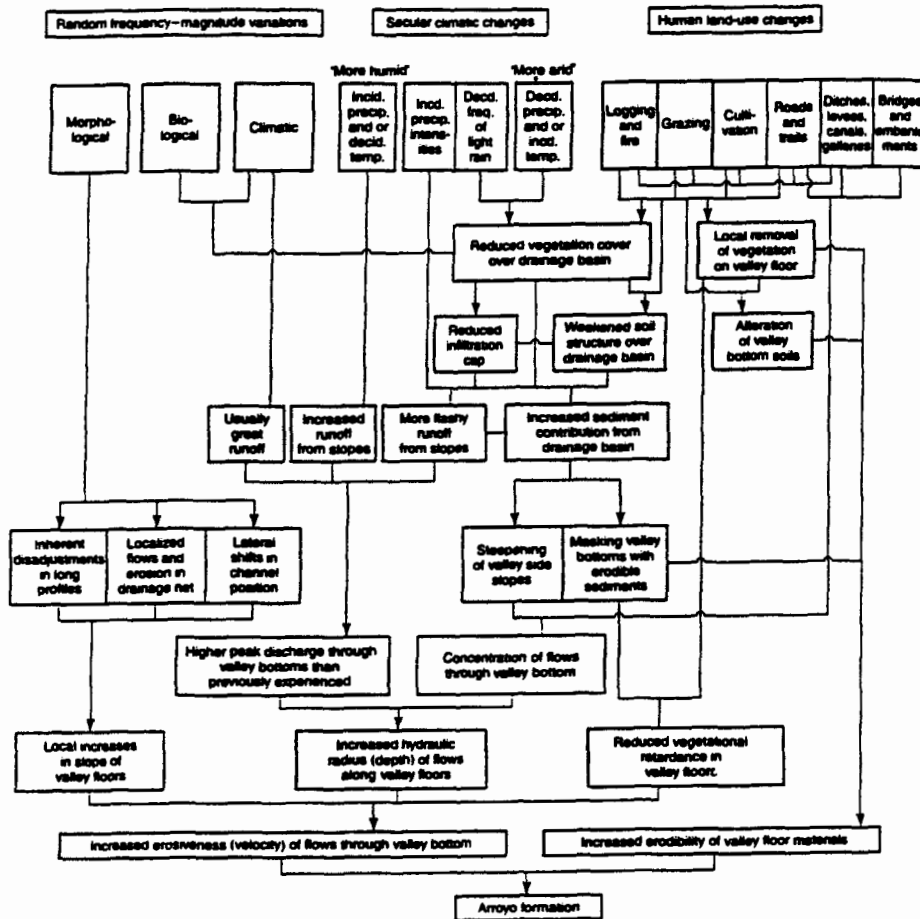 Random frequency–magnitude variations
Secular climatic changes
Human land-use changes
"More humid"
"More arid"
Morpho-
logical
Bio-
logical
Climatic
Incid.
precip.
and or
decid.
temp.
Incd.
precip.
intens-
ities
Decd.
freq.
of
light
rain
Decd.
precip.
and or
incd.
temp.
Logging
and
fire
Grazing
Culti-
vation
Roads
and
trails
Ditches,
levees,
canals,
galleries
Bridges
and
embank-
ments
Reduced vegetation cover
over drainage basin
Local removal
of vegetation
on valley floor
Reduced
infiltration
cap
Weakened soil
structure over
drainage basin
Alteration
of valley
bottom soils
Usually
great
runoff
Increased
runoff
from slopes
More flashy
runoff
from slopes
Increased sediment
contribution from
drainage basin
Inherent
disadjustments
in long
profiles
Localized
flows and
erosion in
drainage net
Lateral
shifts in
channel
position
Steepening
of valley side
slopes
Masking valley
bottoms with
erodible
sediments
Higher peak discharge through
valley bottoms than
previously experienced
Concentration of flows
through valley bottom
Local increases
in slope of
valley floors
Increased hydraulic
radius (depth) of flows
along valley floors
Reduced vegetational
retardance in
valley floors
Increased erosiveness (velocity) of flows through valley bottom
Increased erodibility of valley floor materials
Arroyo formation